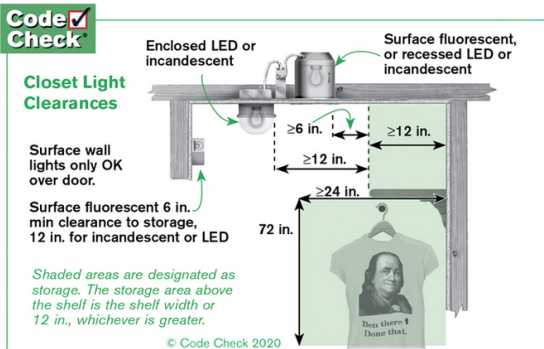 Code
Check®
Closet Light
Clearances
Enclosed LED or
incandescent
Surface fluorescent,
or recessed LED or
incandescent
≥6 in.
≥12 in.
≥12 in.
≥24 in.
72 in.
Surface wall
lights only OK
over door.
Surface fluorescent 6 in.
min clearance to storage,
12 in. for incandescent or LED
Shaded areas are designated as
storage. The storage area above
the shelf is the shelf width or
12 in., whichever is greater.
Ben there
Done that.
© Code Check 2020